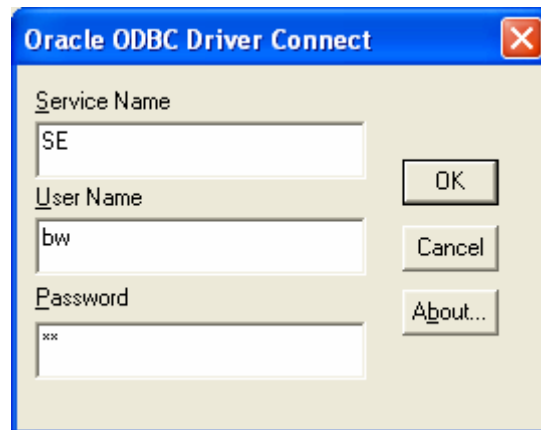 Oracle ODBC Driver Connect
Service Name
SE
OK
User Name
bw
Cancel
Password
**
About...